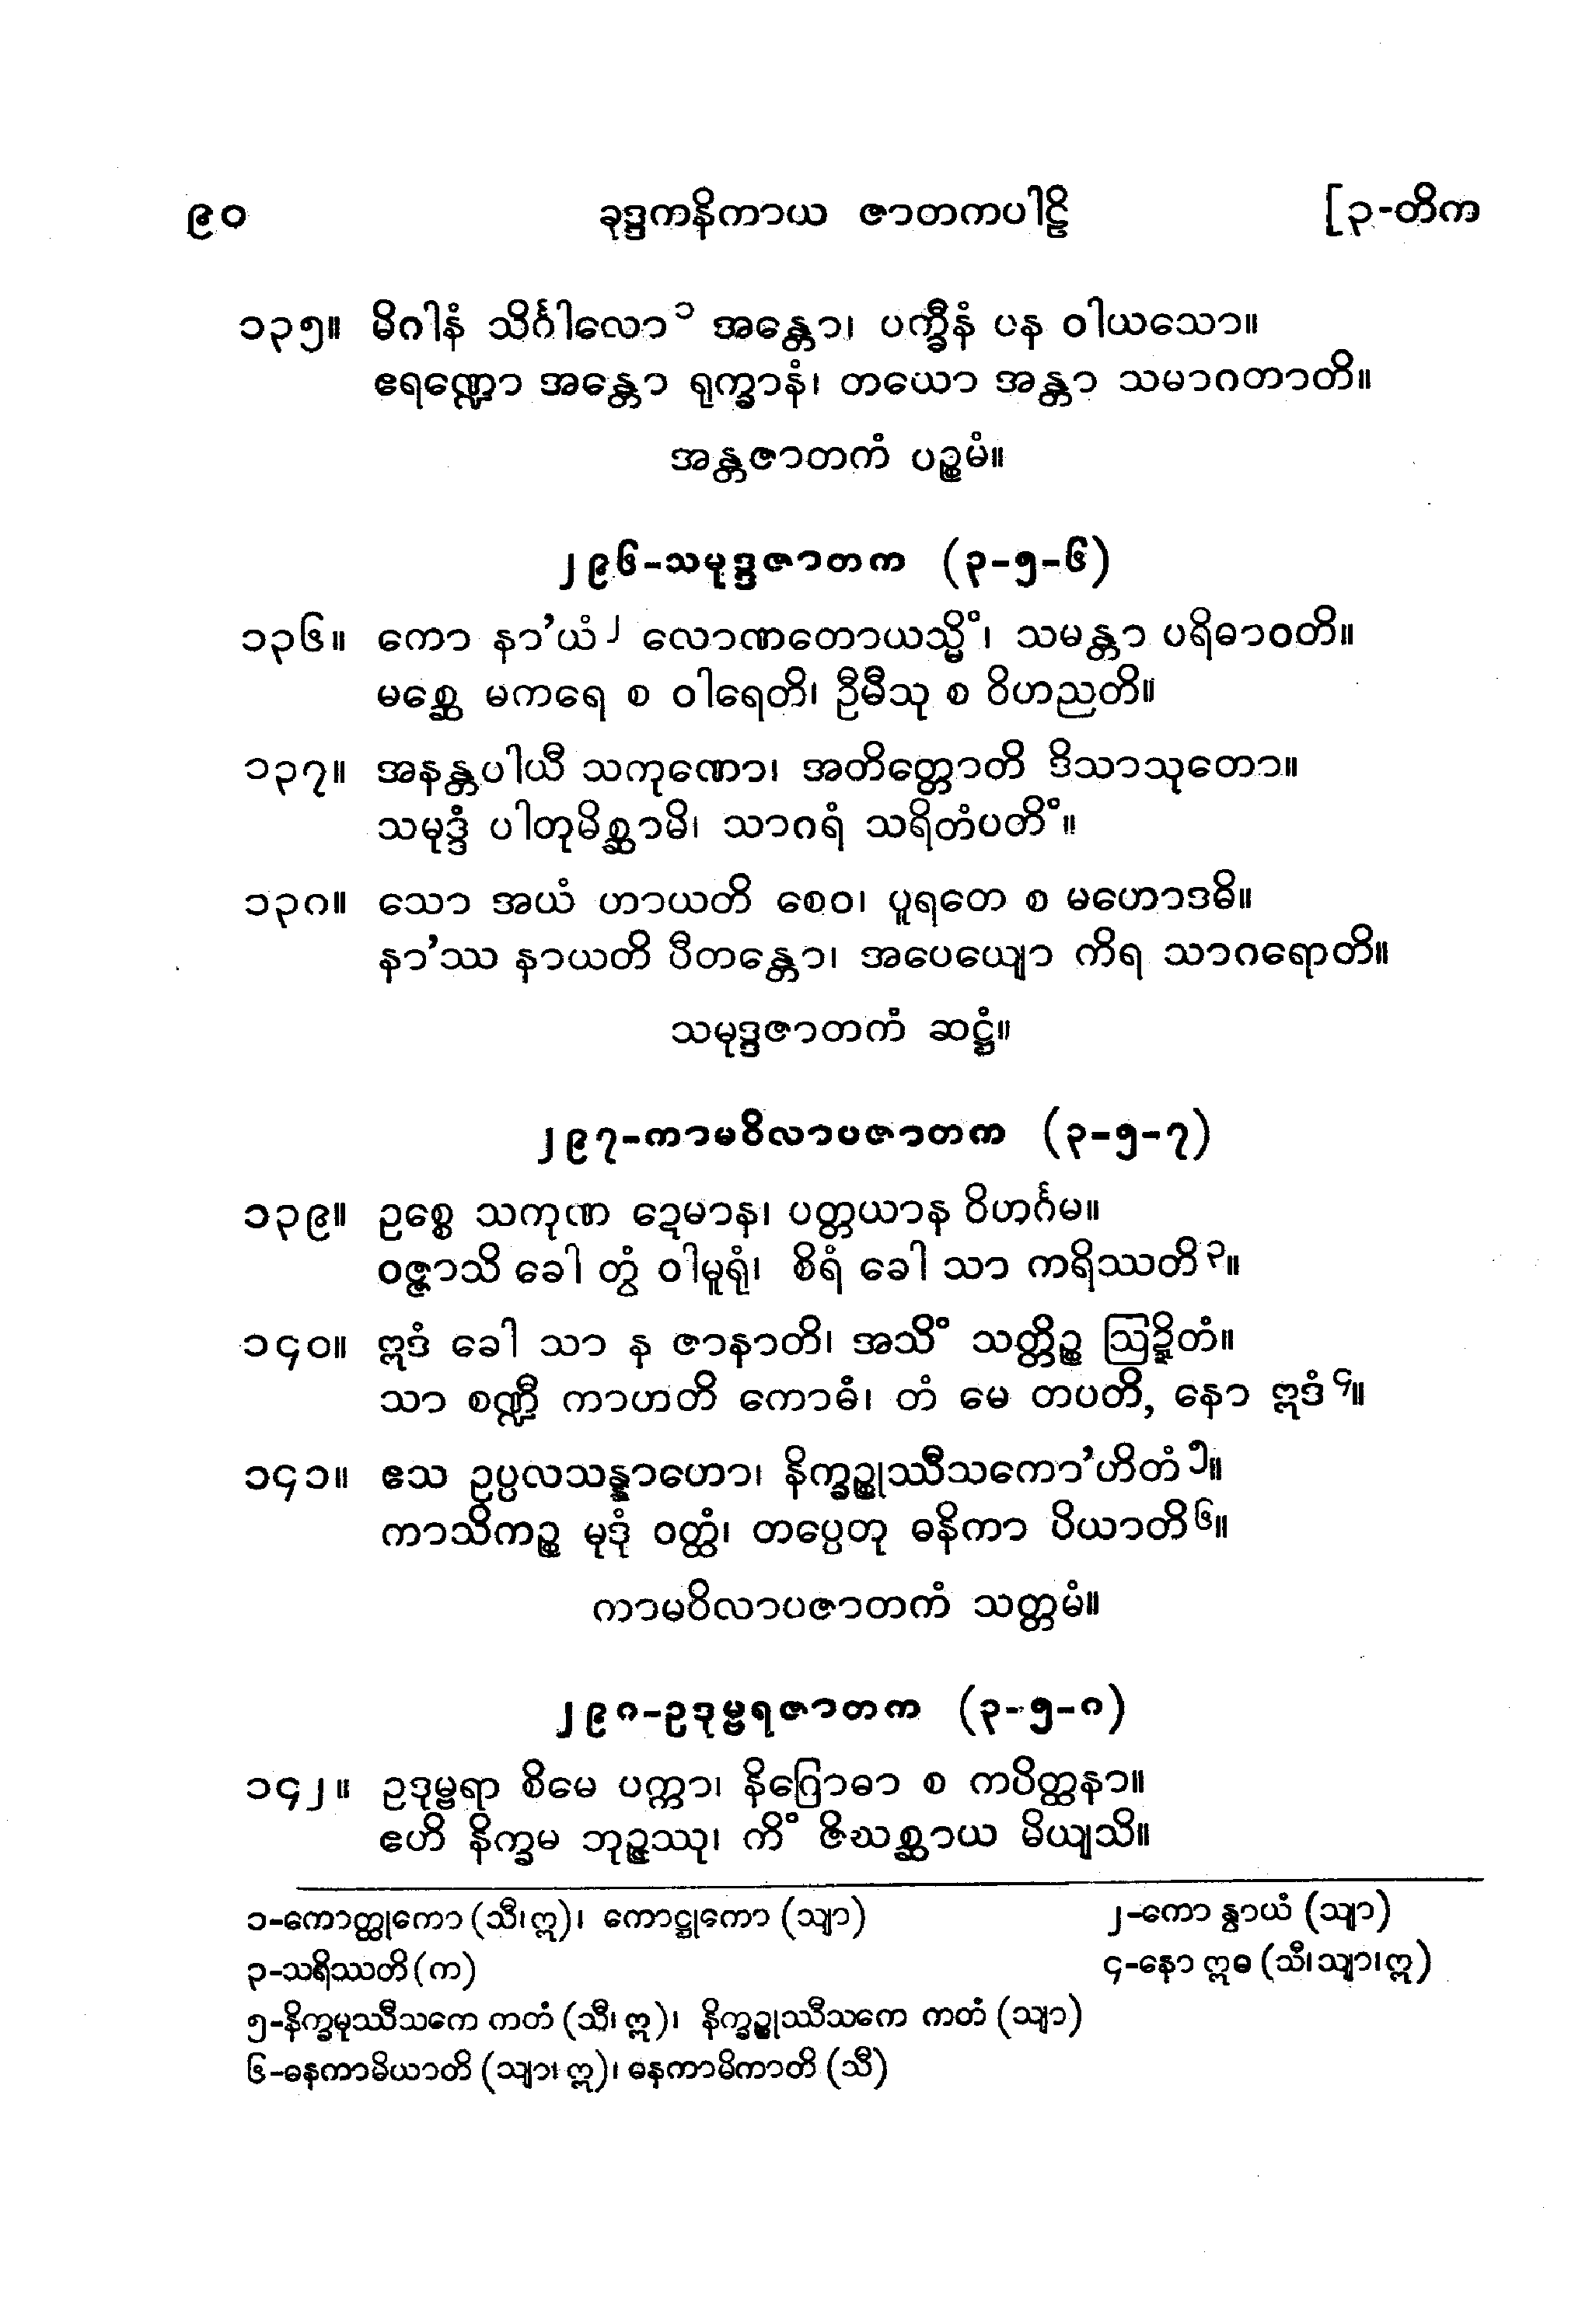 ၉၀ ခုဒ္ဒကနိကာယ ဇာတကပါဠိ [၃-တိက
၁၃၅။ မိဂါနံ သိင်္ဂါလော၁ အန္တော၊ ပက္ခီနံ ပန ဝါယသော။
ဧရဏ္ဍော အန္တော ရုက္ခာနံ၊ တယော အန္တာ သမာဂတာတိ။
အန္တဇာတကံ ပဉ္စမံ။
၂၉၆-သမုဒ္ဒဇာတက (၃-၅-၆)
၁၃၆။ ကော နာ’ယံ၂ လောဏတောယသ္မိံ၊ သမန္တာ ပရိဓာဝတိ။
မစ္ဆေ မကရေ စ ဝါရေတိ၊ ဦမီသု စ ဝိဟညတိ။
၁၃၇။ အနန္တပါယီ သကုဏော၊ အတိတ္တောတိ ဒိသာသုတော။
သမုဒ္ဒံ ပါတုမိစ္ဆာမိ၊ သာဂရံ သရိတံပတိံ။
၁၃၈။ သော အယံ ဟာယတိ စေဝ၊ ပူရတေ စ မဟောဒဓိ။
နာ’ဿ နာယတိ ပီတန္တော၊ အပေယျော ကိရ သာဂရောတိ။
သမုဒ္ဒဇာတကံ ဆဋ္ဌံ။
၂၉၇-ကာမဝိလာပဇာတက (၃-၅-၇)
၁၃၉။ ဥစ္စေ သကုဏ ဍေမာန၊ ပတ္တယာန ဝိဟင်္ဂမ။
ဝဇ္ဇာသိ ခေါ တွံ ဝါမူရုံ၊ စိရံ ခေါ သာ ကရိဿတိ၃။
၁၄၀။ ဣဒံ ခေါ သာ န ဇာနာတိ၊ အသိံ သတ္တိဉ္စ ဩဍ္ဍိတံ။
သာ စဏ္ဍီ ကာဟတိ ကောဓံ၊ တံ မေ တပတိ, နော ဣဒံ၄။
၁၄၁။ ဧသ ဥပ္ပလသန္နာဟော၊ နိက္ခဉ္စုဿီသကော’ဟိတံ၅။
ကာသိကဉ္စ မုဒုံ ဝတ္ထံ၊ တပ္ပေတု ဓနိကာ ပိယာတိ၆။
ကာမဝိလာပဇာတကံ သတ္တမံ။
၂၉၈-ဥဒုမ္ဗရဇာတက (၃-၅-၈)
၁၄၂။ ဥဒုမ္ဗရာ စိမေ ပက္ကာ၊ နိဂြောဓာ စ ကပိတ္ထနာ။
ဧဟိ နိက္ခမ ဘုဉ္ဇဿု၊ ကိံ ဇိဃစ္ဆာယ မိယျသိ။
၁-ကောတ္ထုကော (သီ၊ဣ)၊ ကောဋ္ဌုကော (သျာ) ၂-ကော နွာယံ (သျာ)
၃-သရိဿတိ (က) ၄-နော ဣဓ (သီ၊သျာ၊ဣ)
၅-နိက္ခမုဿီသကေ ကတံ (သီ၊ ဣ)၊ နိက္ခဉ္စုဿီသကေ ကတံ (သျာ)
၆-ဓနကာမိယာတိ (သျာ၊ ဣ)၊ ဓနကာမိကာတိ (သီ)